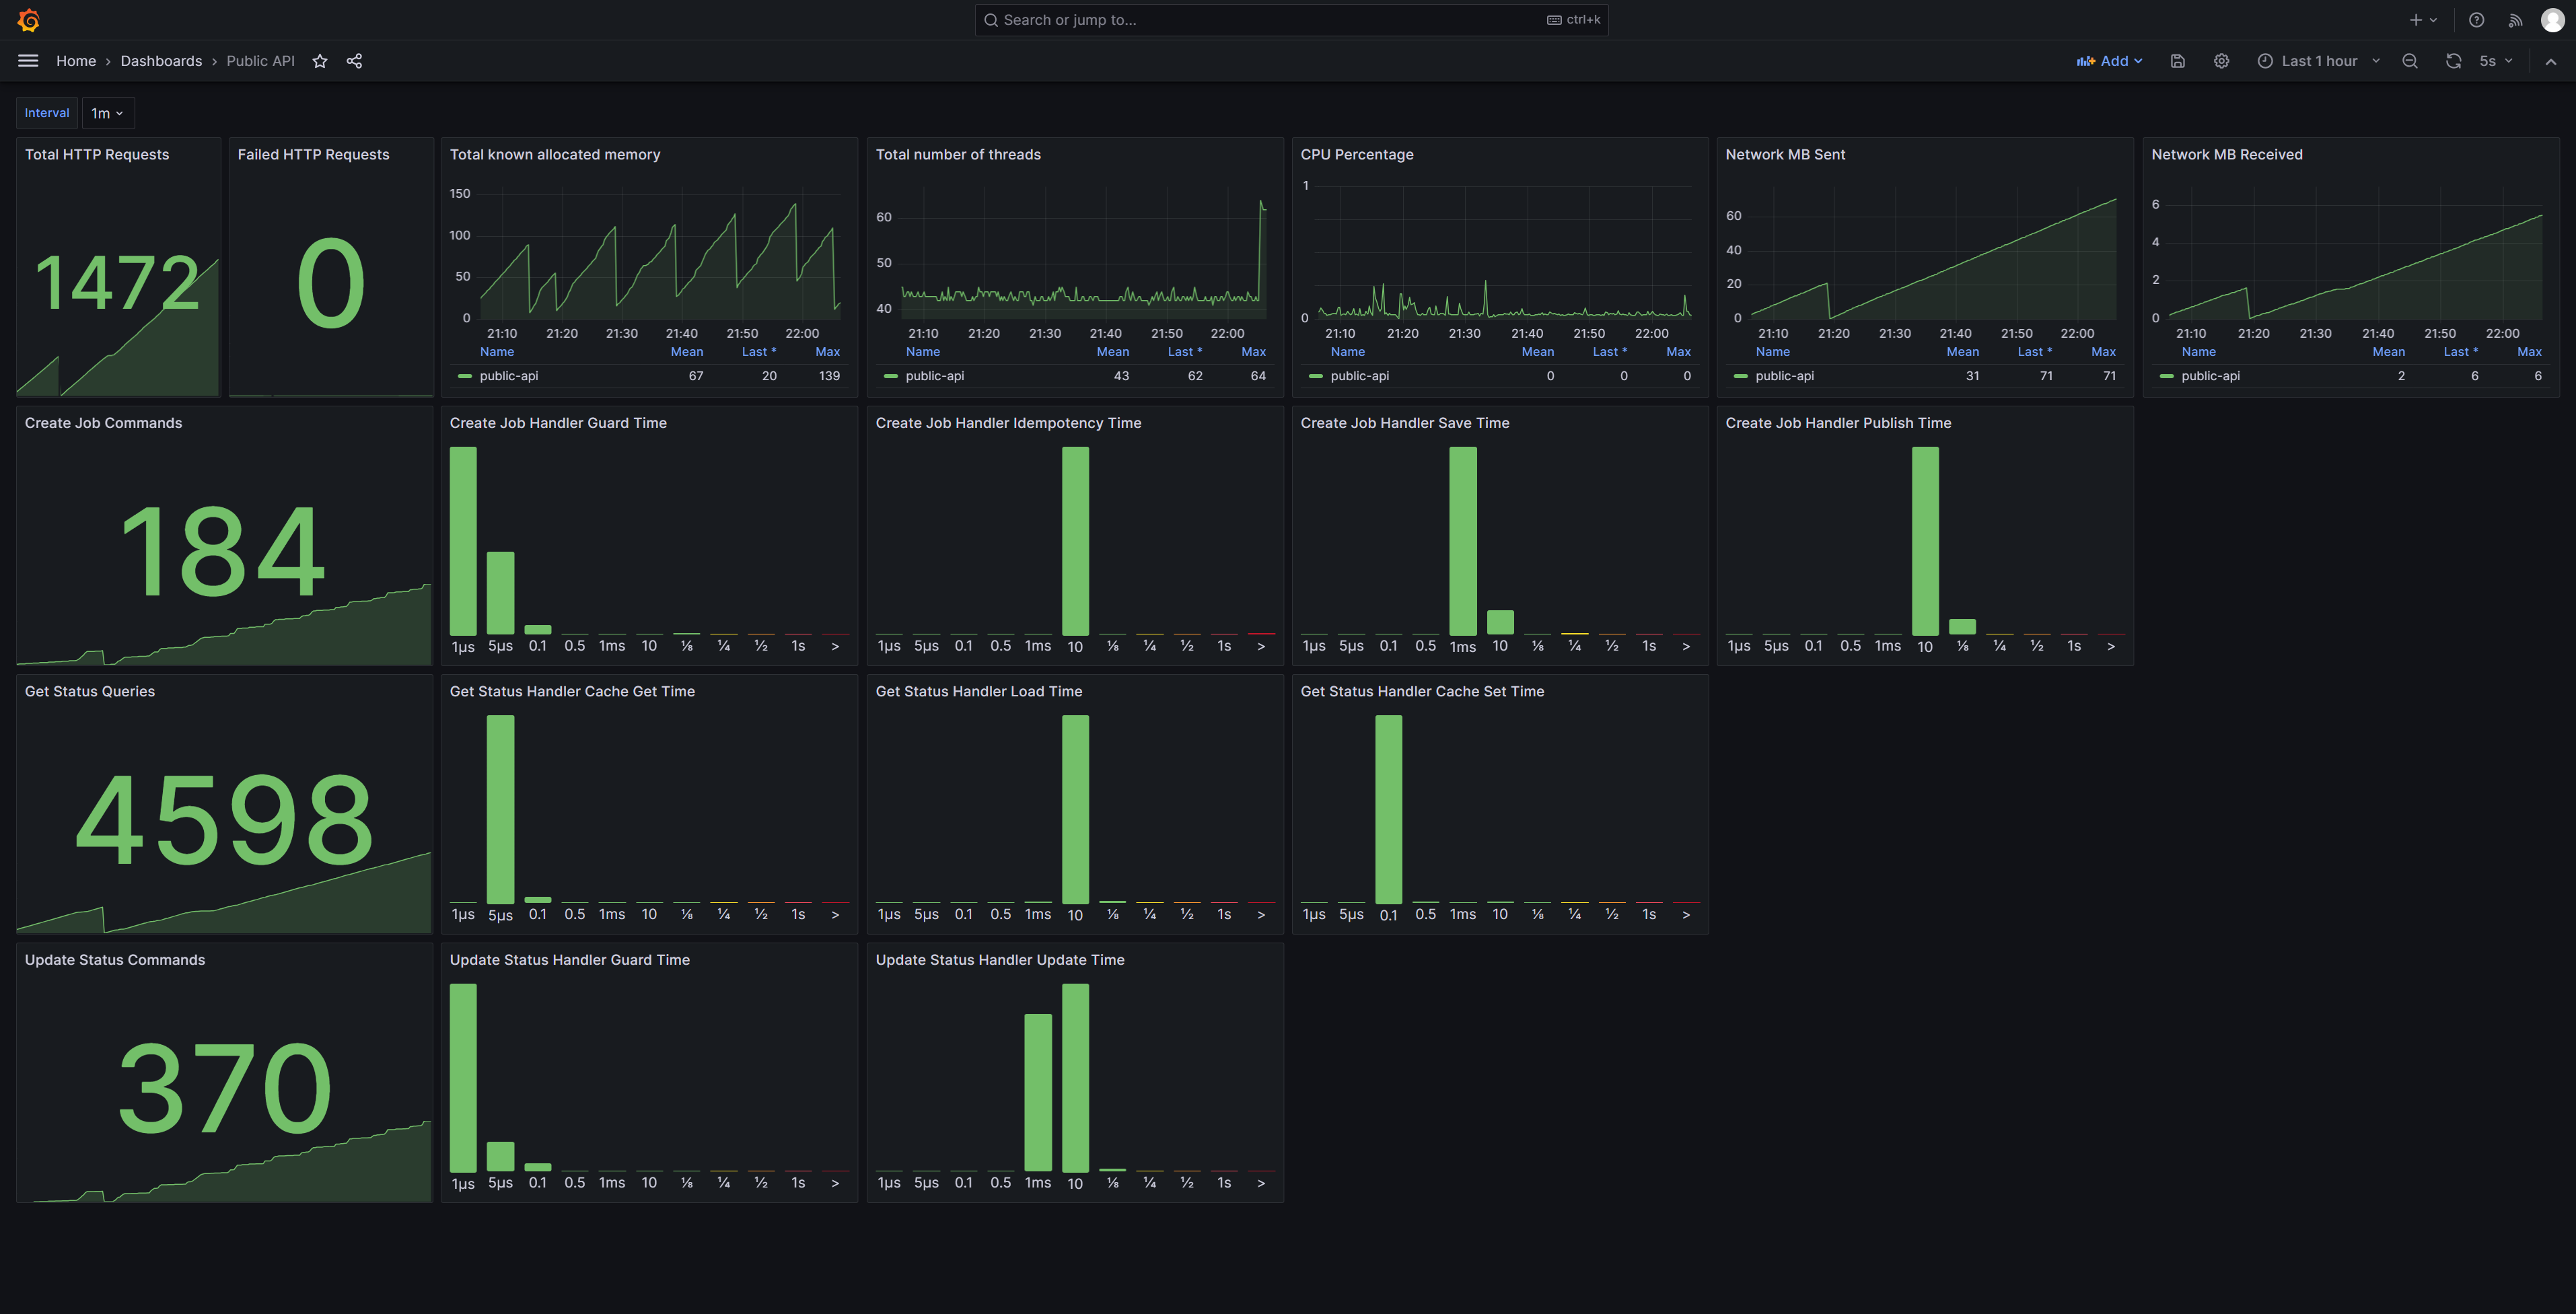 Search or jump to... ctrl+k
Home › Dashboards › Public API Add Last 1 hour 5s
Interval 1m
Total HTTP Requests
1472
Failed HTTP Requests
0
Total known allocated memory
150
100
50
0
21:10 21:20 21:30 21:40 21:50 22:00
Name Mean Last * Max
public-api 67 20 139
Total number of threads
60
50
40
21:10 21:20 21:30 21:40 21:50 22:00
Name Mean Last * Max
public-api 43 62 64
CPU Percentage
1
0
21:10 21:20 21:30 21:40 21:50 22:00
Name Mean Last * Max
public-api 0 0 0
Network MB Sent
60
40
20
0
21:10 21:20 21:30 21:40 21:50 22:00
Name Mean Last * Max
public-api 31 71 71
Network MB Received
6
4
2
0
21:10 21:20 21:30 21:40 21:50 22:00
Name Mean Last * Max
public-api 2 6 6
Create Job Commands
184
Create Job Handler Guard Time
1µs 5µs 0.1 0.5 1ms 10 ⅛ ¼ ½ 1s >
Create Job Handler Idempotency Time
1µs 5µs 0.1 0.5 1ms 10 ⅛ ¼ ½ 1s >
Create Job Handler Save Time
1µs 5µs 0.1 0.5 1ms 10 ⅛ ¼ ½ 1s >
Create Job Handler Publish Time
1µs 5µs 0.1 0.5 1ms 10 ⅛ ¼ ½ 1s >
Get Status Queries
4598
Get Status Handler Cache Get Time
1µs 5µs 0.1 0.5 1ms 10 ⅛ ¼ ½ 1s >
Get Status Handler Load Time
1µs 5µs 0.1 0.5 1ms 10 ⅛ ¼ ½ 1s >
Get Status Handler Cache Set Time
1µs 5µs 0.1 0.5 1ms 10 ⅛ ¼ ½ 1s >
Update Status Commands
370
Update Status Handler Guard Time
1µs 5µs 0.1 0.5 1ms 10 ⅛ ¼ ½ 1s >
Update Status Handler Update Time
1µs 5µs 0.1 0.5 1ms 10 ⅛ ¼ ½ 1s >